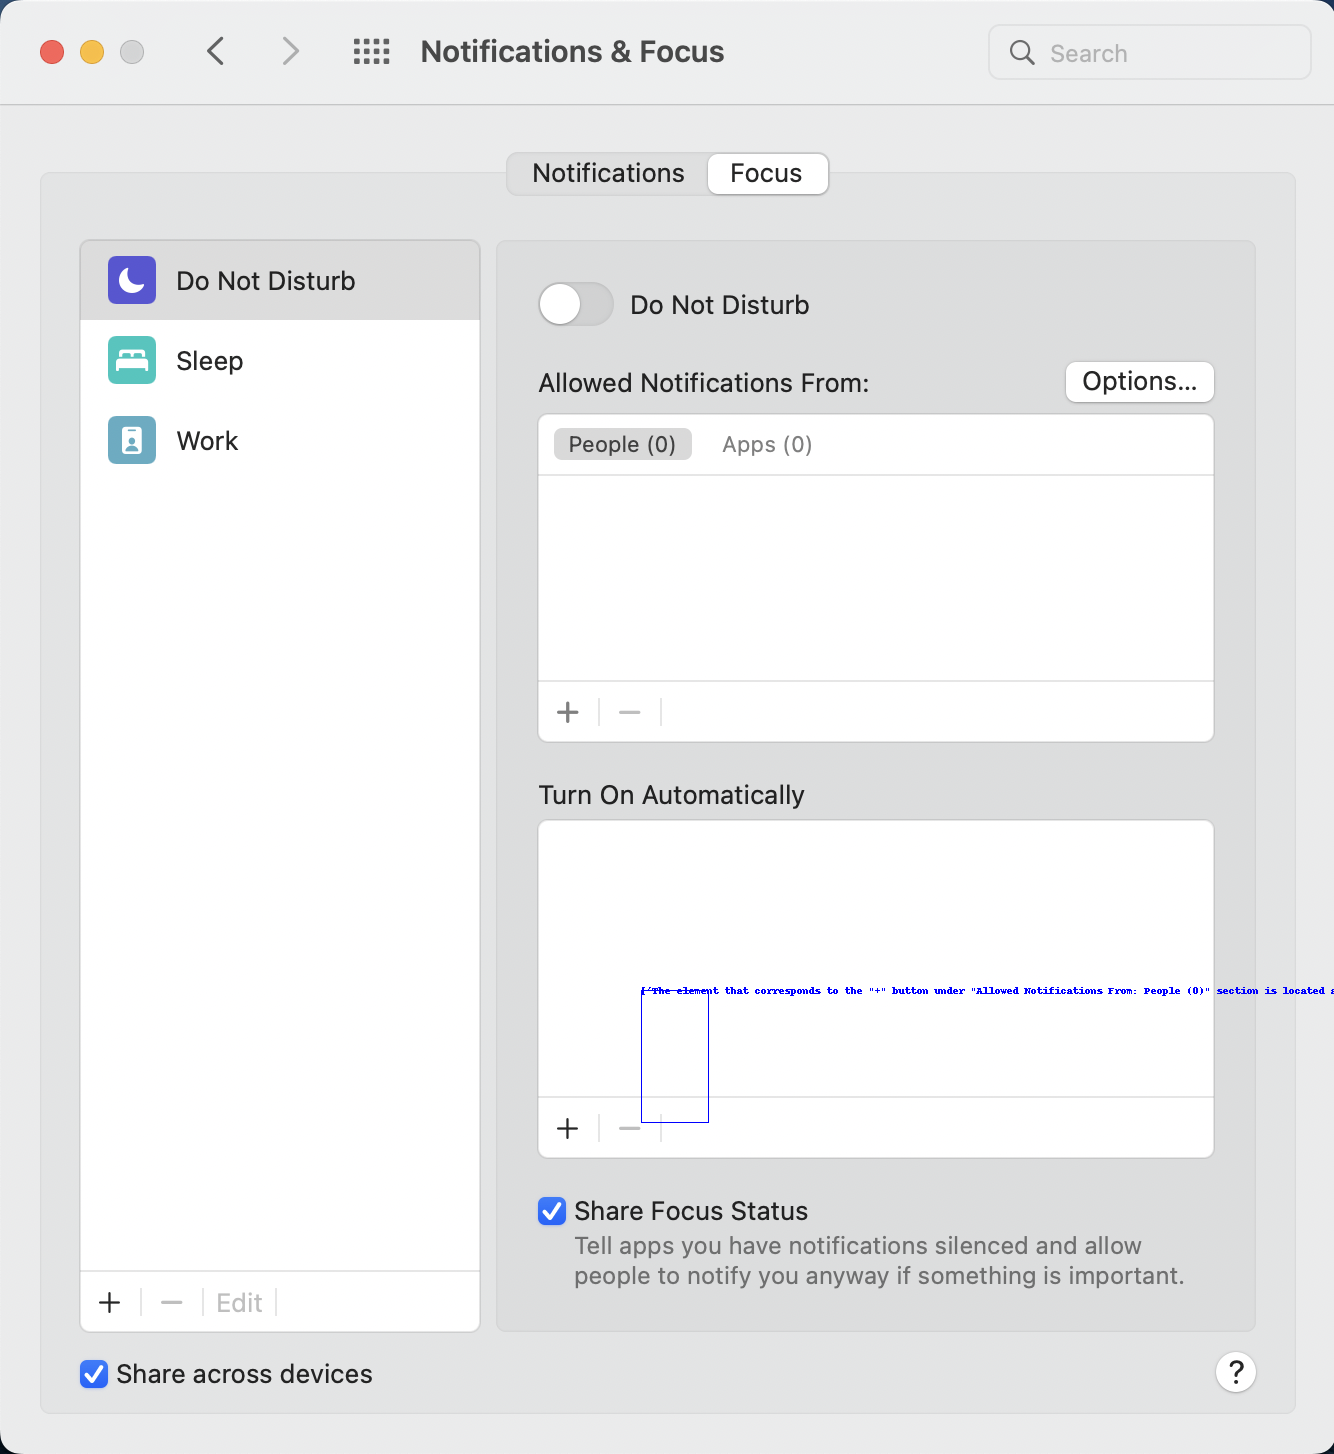 Notifications & Focus
Search
Notifications
Focus
Do Not Disturb
Sleep
Work
Edit
Share across devices
Do Not Disturb
Allowed Notifications From:
Options...
People (0)
Apps (0)
Turn On Automatically
['The element that corresponds to the "+" button under "Allowed Notifications From: People (0)" section is located
Share Focus Status
Tell apps you have notifications silenced and allow
people to notify you anyway if something is important.
?